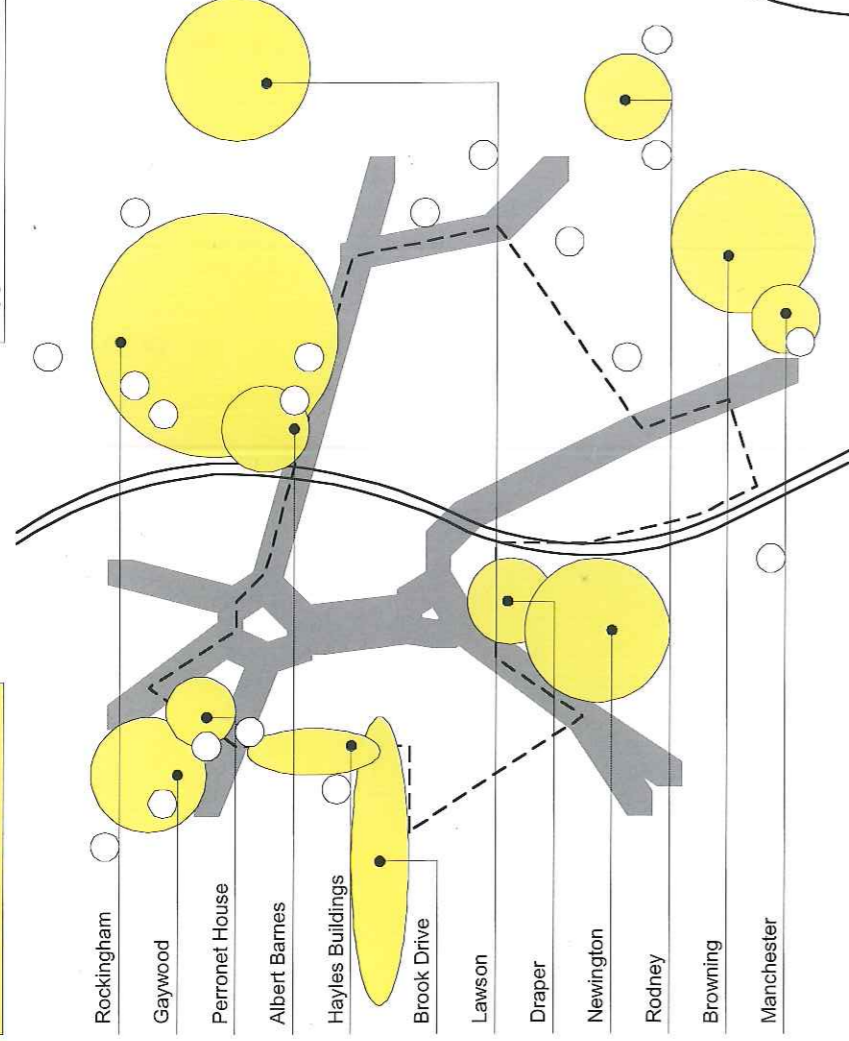 Rockingham
Gaywood
Perronet House
Albert Barnes
Hayles Buildings
Brook Drive
Lawson
Draper
Newington
Rodney
Browning
Manchester